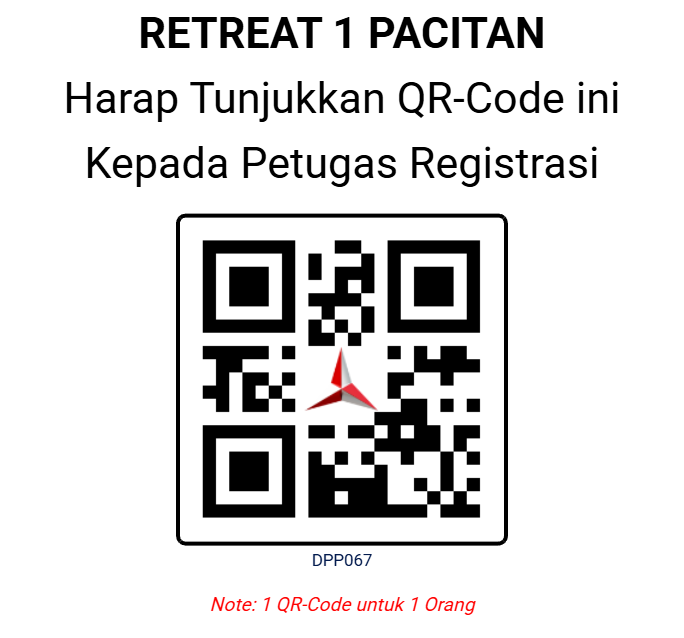 RETREAT 1 PACITAN
Harap Tunjukkan QR-Code ini
Kepada Petugas Registrasi
DPP067
Note: 1 QR-Code untuk 1 Orang